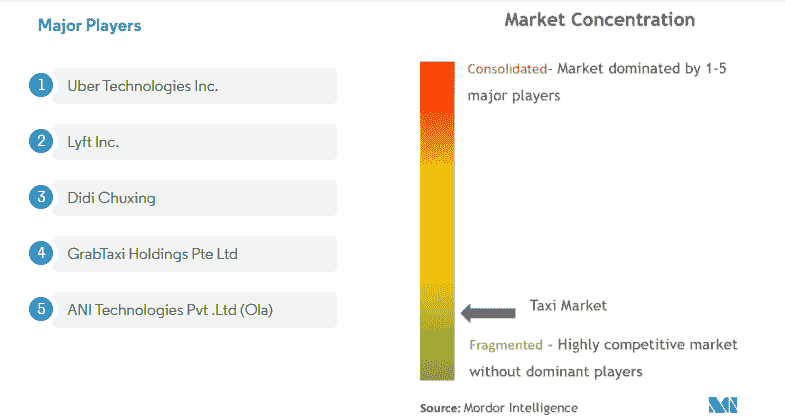 Major Players
1 Uber Technologies Inc.
2 Lyft Inc.
3 Didi Chuxing
4 GrabTaxi Holdings Pte Ltd
5 ANI Technologies Pvt .Ltd (Ola)
Market Concentration
Consolidated- Market dominated by 1-5
major players
Taxi Market
Fragmented - Highly competitive market
without dominant players
Source: Mordor Intelligence